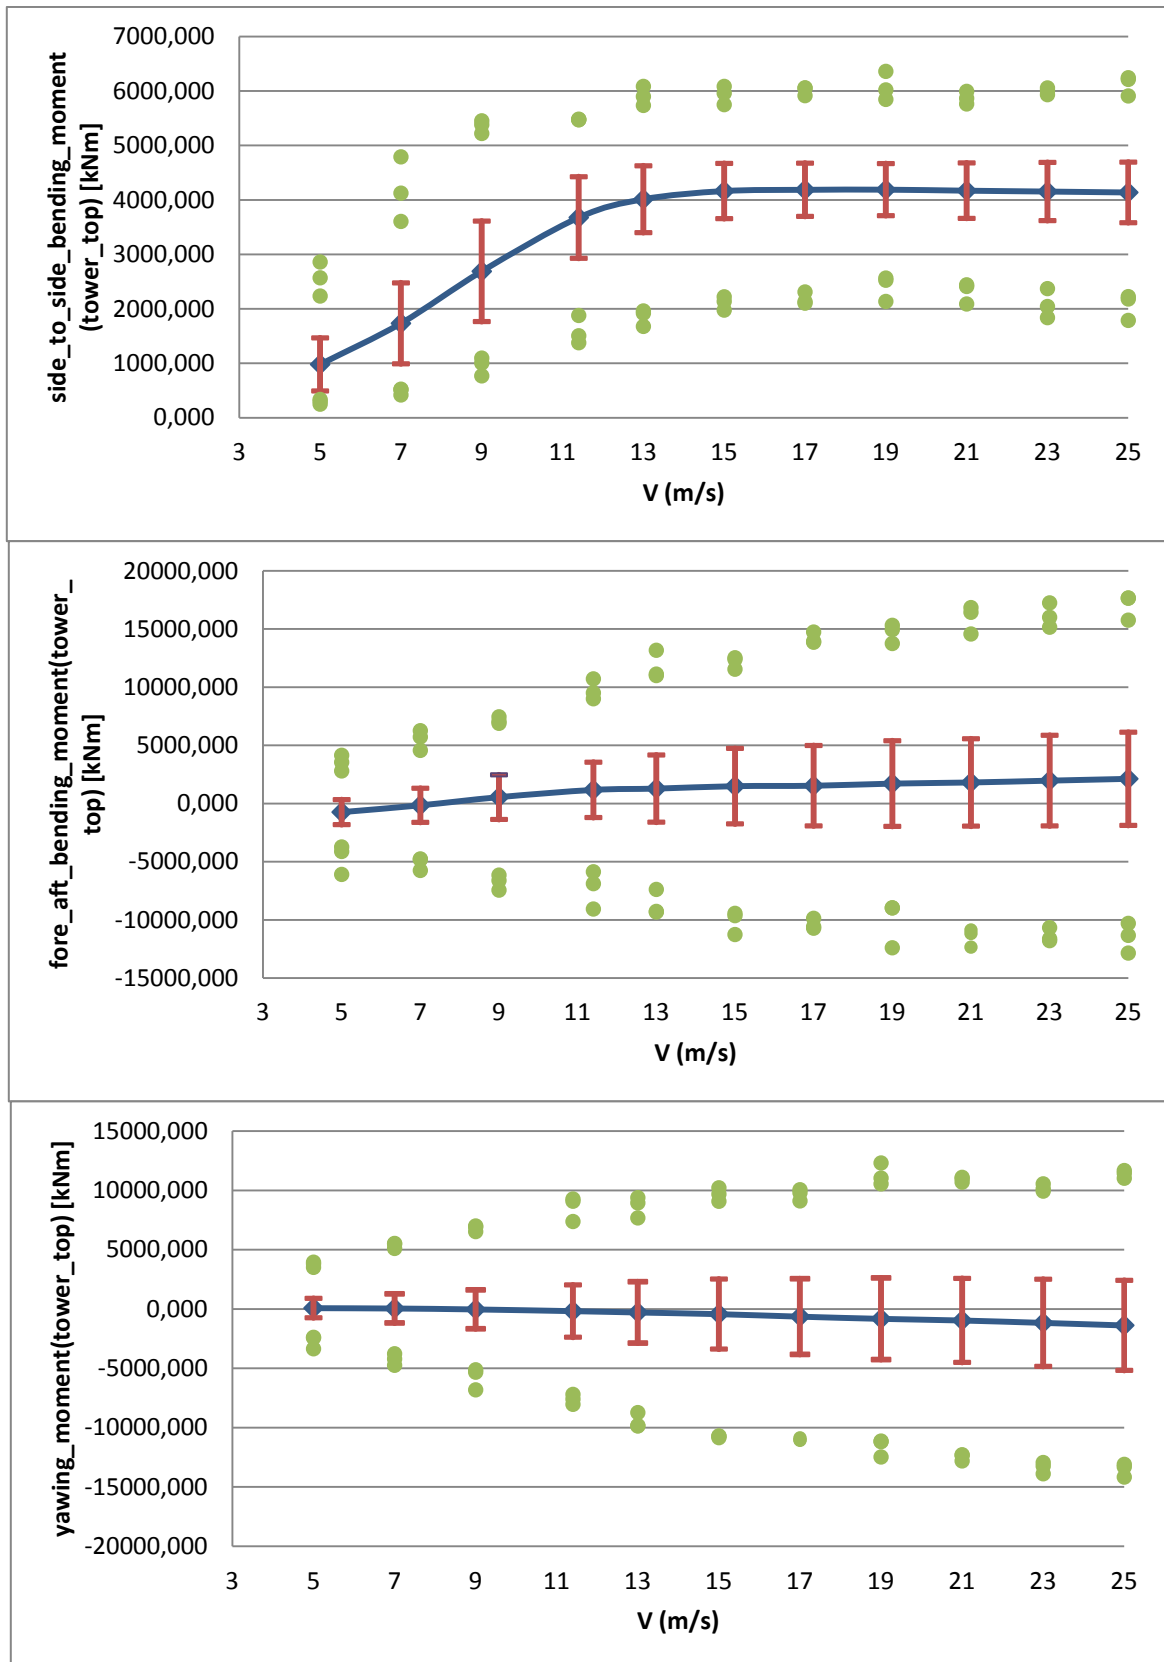 side_to_side_bending_moment
(tower_top) [kNm]
7000,000
6000,000
5000,000
4000,000
3000,000
2000,000
1000,000
0,000
3 5 7 9 11 13 15 17 19 21 23 25
V (m/s)
fore_aft_bending_moment(tower_
top) [kNm]
20000,000
15000,000
10000,000
5000,000
0,000
-5000,000
-10000,000
-15000,000
3 5 7 9 11 13 15 17 19 21 23 25
V (m/s)
yawing_moment(tower_top) [kNm]
15000,000
10000,000
5000,000
0,000
-5000,000
-10000,000
-15000,000
-20000,000
3 5 7 9 11 13 15 17 19 21 23 25
V (m/s)